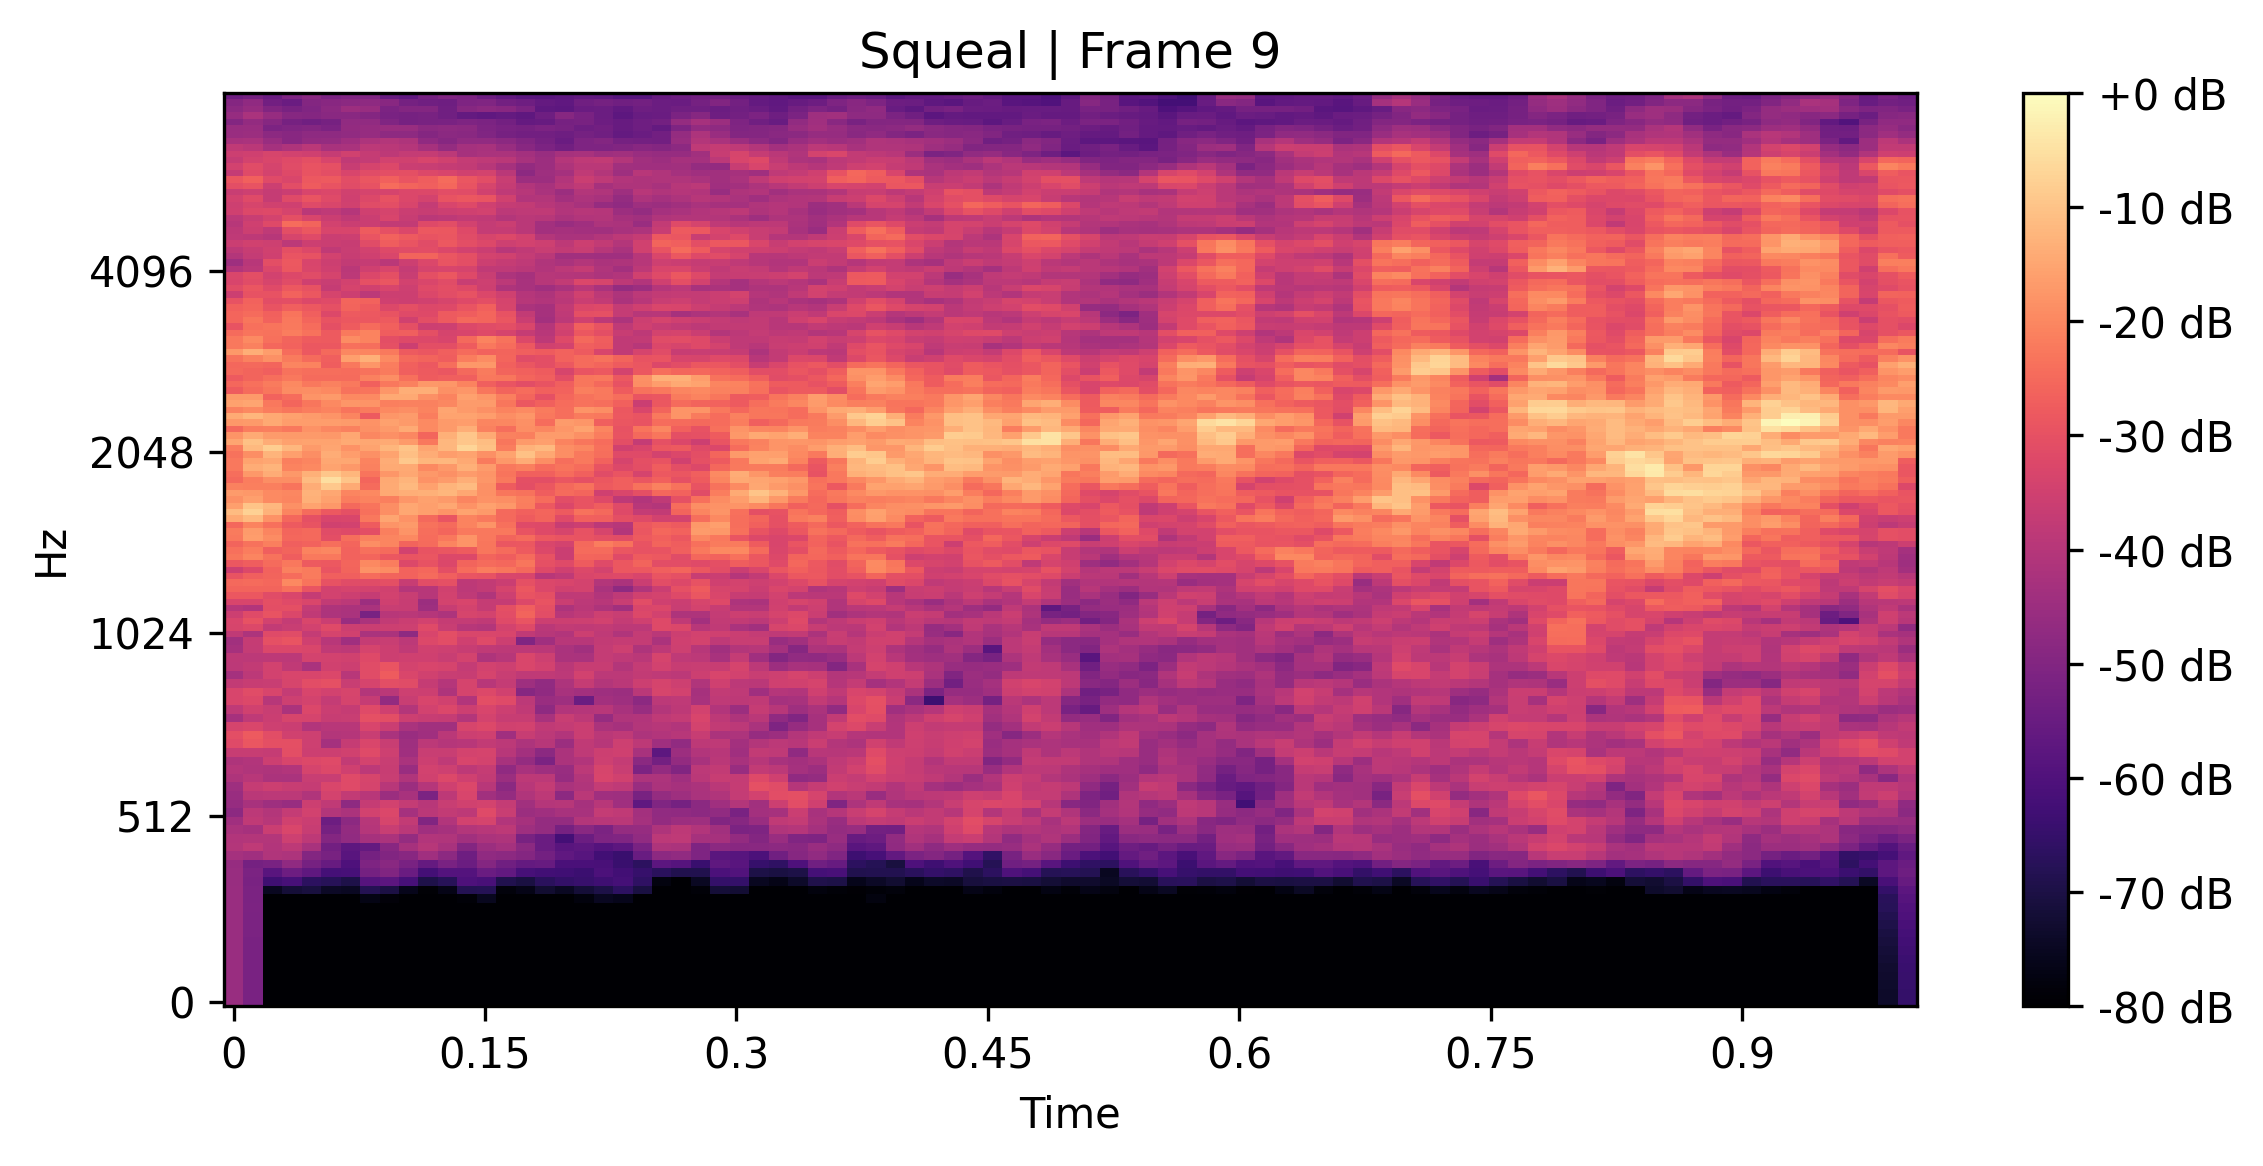 Squeal | Frame 9
Hz
4096
2048
1024
512
0
0 0.15 0.3 0.45 0.6 0.75 0.9
Time
+0 dB
-10 dB
-20 dB
-30 dB
-40 dB
-50 dB
-60 dB
-70 dB
-80 dB